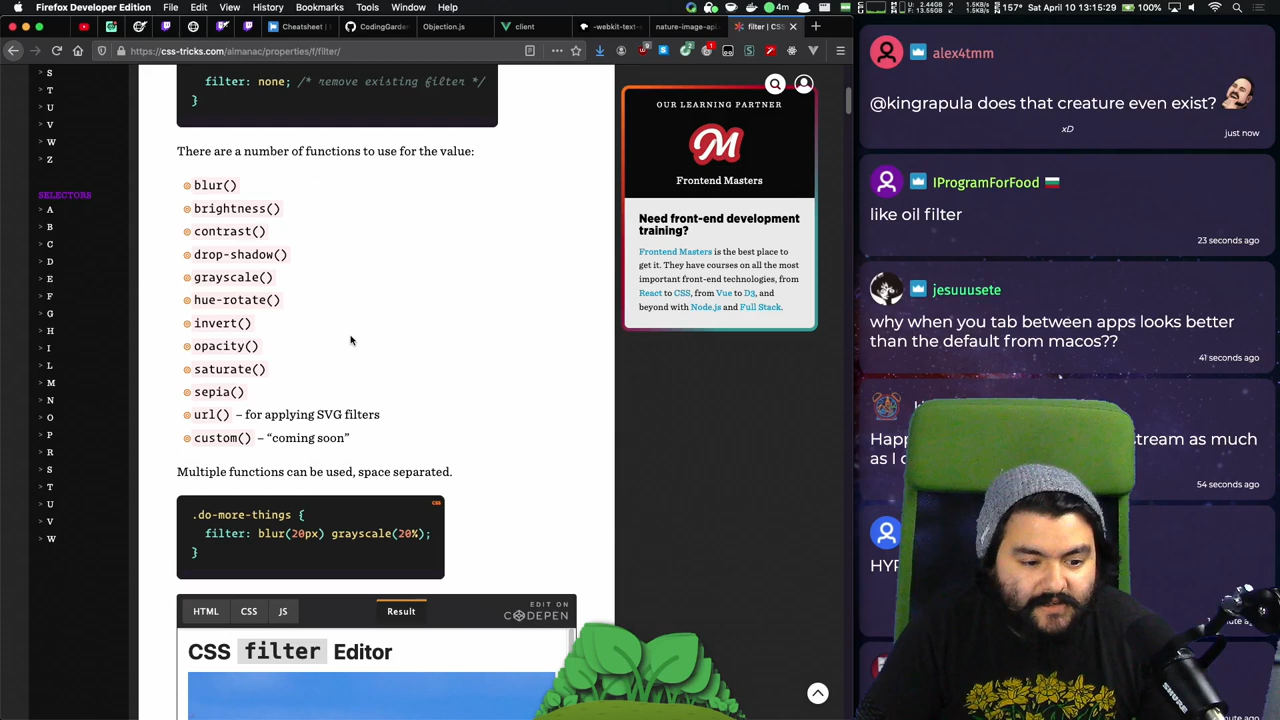 Firefox Developer Edition File Edit View History Bookmarks Tools Window Help
3:15:29
Cheatsheet
CodingGarden
Objection.js
client
-webkit-text-s
nature-image-api.
filter | CSS
https://css-tricks.com/almanac/properties/f/filter/
> S
> T
> U
> V
> W
> Z
SELECTORS
> A
> B
> C
> D
> E
> F
> G
> H
> I
> L
> M
> N
> O
> P
> R
> S
> T
> U
> V
> W
filter: none; /* remove existing filter */
}
There are a number of functions to use for the value:
blur()
brightness()
contrast()
drop-shadow()
grayscale()
hue-rotate()
invert()
opacity()
saturate()
sepia()
url() – for applying SVG filters
custom() – “coming soon”
Multiple functions can be used, space separated.
CSS
.do-more-things {
filter: blur(20px) grayscale(20%);
}
HTML CSS JS Result
EDIT ON
CODEPEN
CSS filter Editor
OUR LEARNING PARTNER
M
Frontend Masters
Need front-end development
training?
Frontend Masters is the best place to
get it. They have courses on all the most
important front-end technologies, from
React to CSS, from Vue to D3, and
beyond with Node.js and Full Stack.
alex4tmm
@kingrapula does that creature even exist?
xD
just now
IProgramForFood
like oil filter
23 seconds ago
jesuuusete
why when you tab between apps looks better
than the default from macos??
41 seconds ago
Happ
stream as much
as I
54 seconds ago
HYP